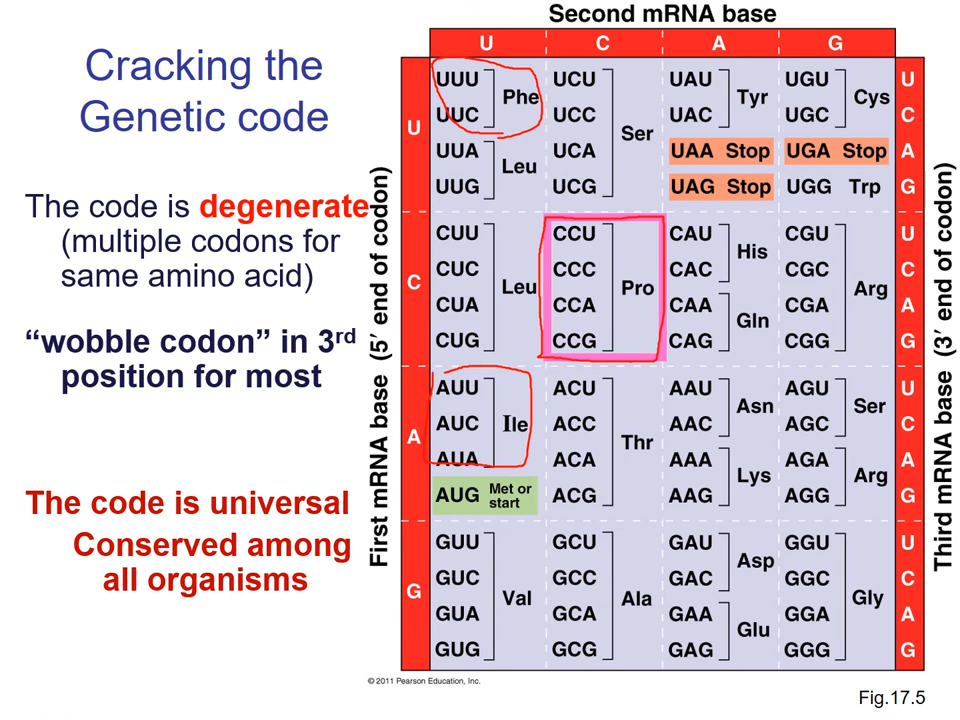 Cracking the
Genetic code
The code is degenerate
(multiple codons for
same amino acid)
“wobble codon” in 3rd
position for most
The code is universal
Conserved among
all organisms
Second mRNA base
U C A G
First mRNA base (5′ end of codon)
Third mRNA base (3′ end of codon)
U
UUU UCU UAU UGU U
Phe Tyr Cys
UUC UCC UAC UGC C
Ser
UUA UCA UAA Stop UGA Stop A
Leu
UUG UCG UAG Stop UGG Trp G
C
CUU CCU CAU CGU U
His
CUC CCC CAC CGC C
Leu Pro Arg
CUA CCA CAA CGA A
Gln
CUG CCG CAG CGG G
A
AUU ACU AAU AGU U
Asn Ser
AUC Ile ACC AAC AGC C
Thr
AUA ACA AAA AGA A
Lys Arg
AUG Met or start ACG AAG AGG G
G
GUU GCU GAU GGU U
Asp
GUC GCC GAC GGC C
Val Ala Gly
GUA GCA GAA GGA A
Glu
GUG GCG GAG GGG G
© 2011 Pearson Education, Inc.
Fig.17.5